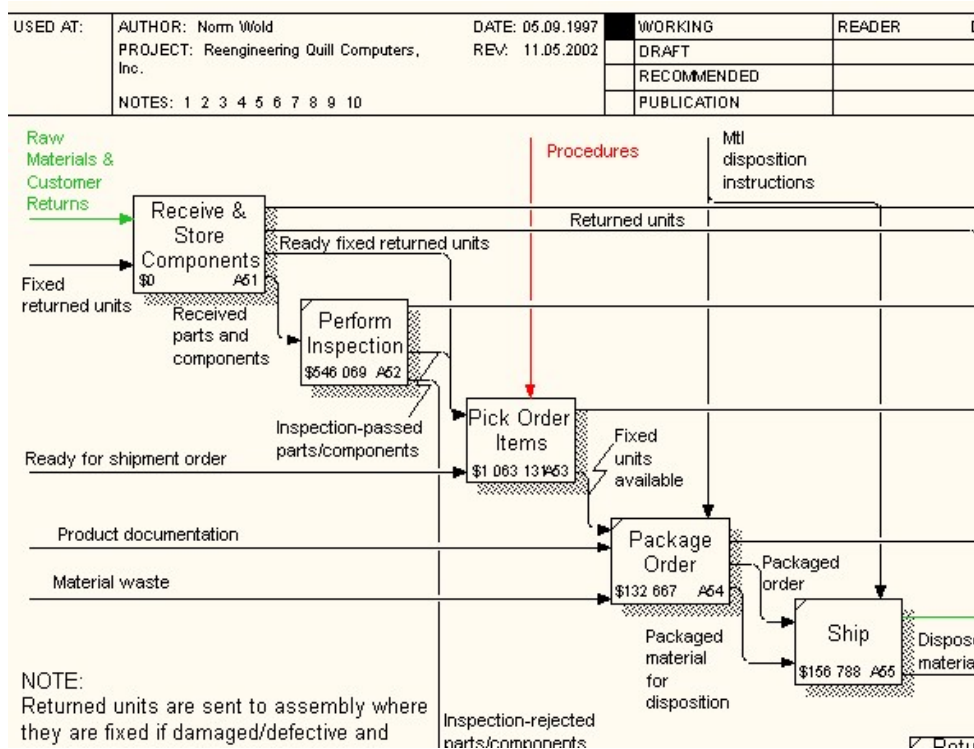 USED AT:
AUTHOR: Norm Wold
DATE: 05.09.1997
WORKING
READER
PROJECT: Reengineering Quill Computers,
Inc.
REV: 11.05.2002
DRAFT
RECOMMENDED
NOTES: 1 2 3 4 5 6 7 8 9 10
PUBLICATION
Raw
Materials &
Customer
Returns
Procedures
Mtl
disposition
instructions
Receive &
Store
Components
$0 A51
Returned units
Ready fixed returned units
Fixed
returned units
Received
parts and
components
Perform
Inspection
$546 069 A52
Inspection-passed
parts/components
Pick Order
Items
$1 063 131 A53
Ready for shipment order
Fixed
units
available
Product documentation
Package
Order
$132 667 A54
Material waste
Packaged
order
Ship
$156 788 A55
Packaged
material
for
disposition
NOTE:
Returned units are sent to assembly where
they are fixed if damaged/defective and
Inspection-rejected
parts/components